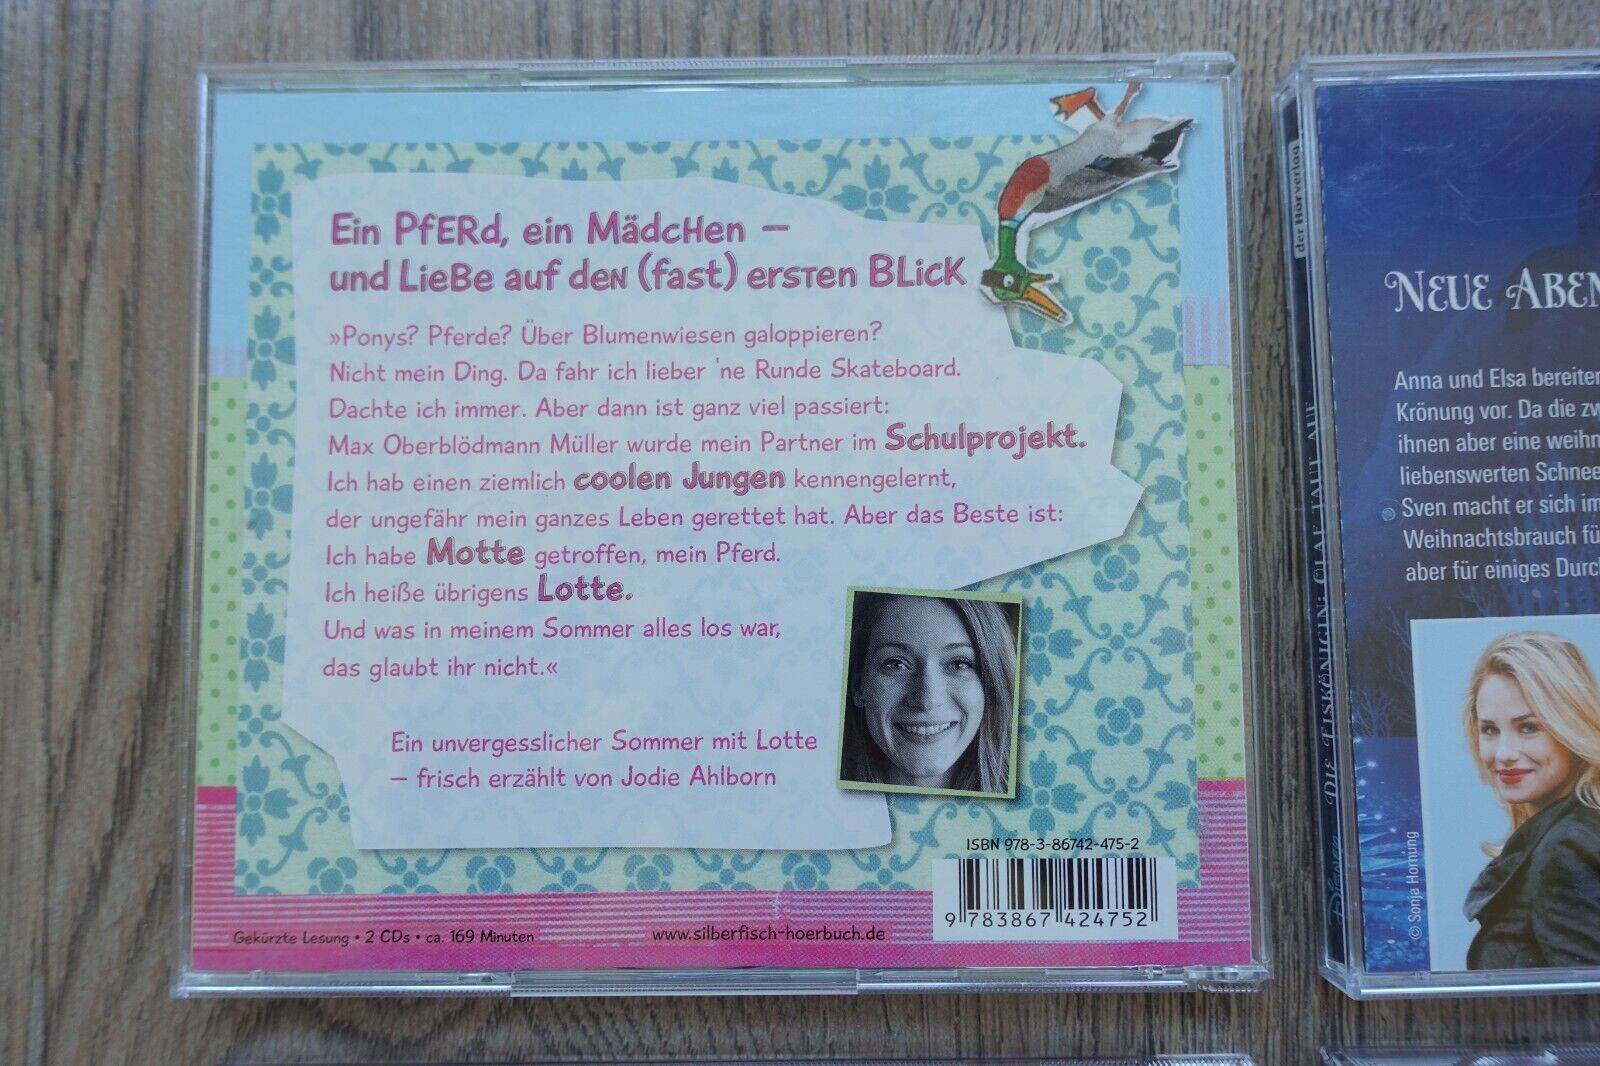 Ein Pferd, ein Mädchen –
und Liebe auf den (fast) ersten Blick
»Ponys? Pferde? Über Blumenwiesen galoppieren?
Nicht mein Ding. Da fahr ich lieber 'ne Runde Skateboard.
Dachte ich immer. Aber dann ist ganz viel passiert:
Max Oberblödmann Müller wurde mein Partner im Schulprojekt.
Ich hab einen ziemlich coolen Jungen kennengelernt,
der ungefähr mein ganzes Leben gerettet hat. Aber das Beste ist:
Ich habe Motte getroffen, mein Pferd.
Ich heiße übrigens Lotte.
Und was in meinem Sommer alles los war,
das glaubt ihr nicht.«
Ein unvergesslicher Sommer mit Lotte
– frisch erzählt von Jodie Ahlborn
ISBN 978-3-86742-475-2
9 783867 424752
Gekürzte Lesung • 2 CDs • ca. 169 Minuten
www.silberfisch-hoerbuch.de
der Hörverlag
DIE EISKÖNIGIN: OLAF TAUT AUF
Disney
NEUE ABEN
Anna und Elsa bereiten
Krönung vor. Da die zw
ihnen aber eine weihn
liebenswerten Schnee
Sven macht er sich im
Weihnachtsbrauch fü
aber für einiges Durch
© Sonja Hornung